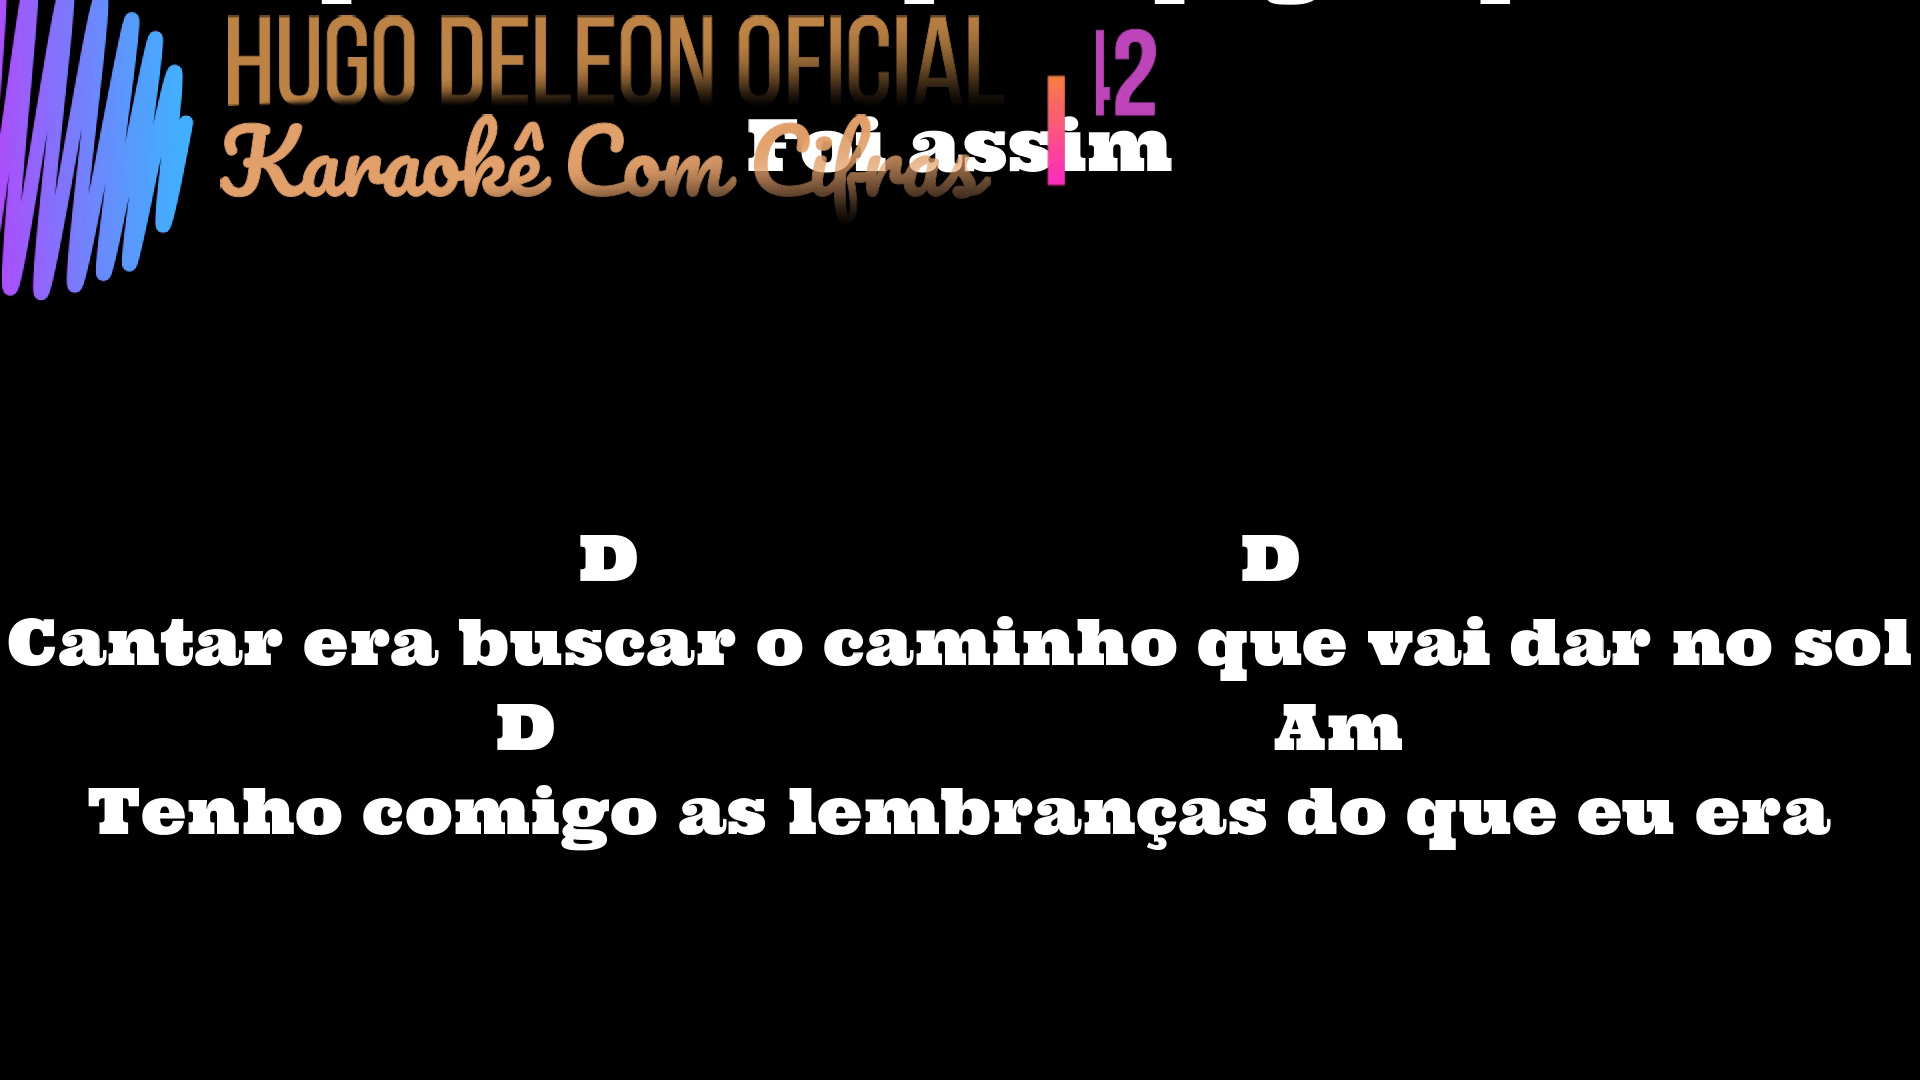 HUGO DELEON OFICIAL
Karaokê Com Cifras
Foi assim
D D
Cantar era buscar o caminho que vai dar no sol
D Am
Tenho comigo as lembranças do que eu era